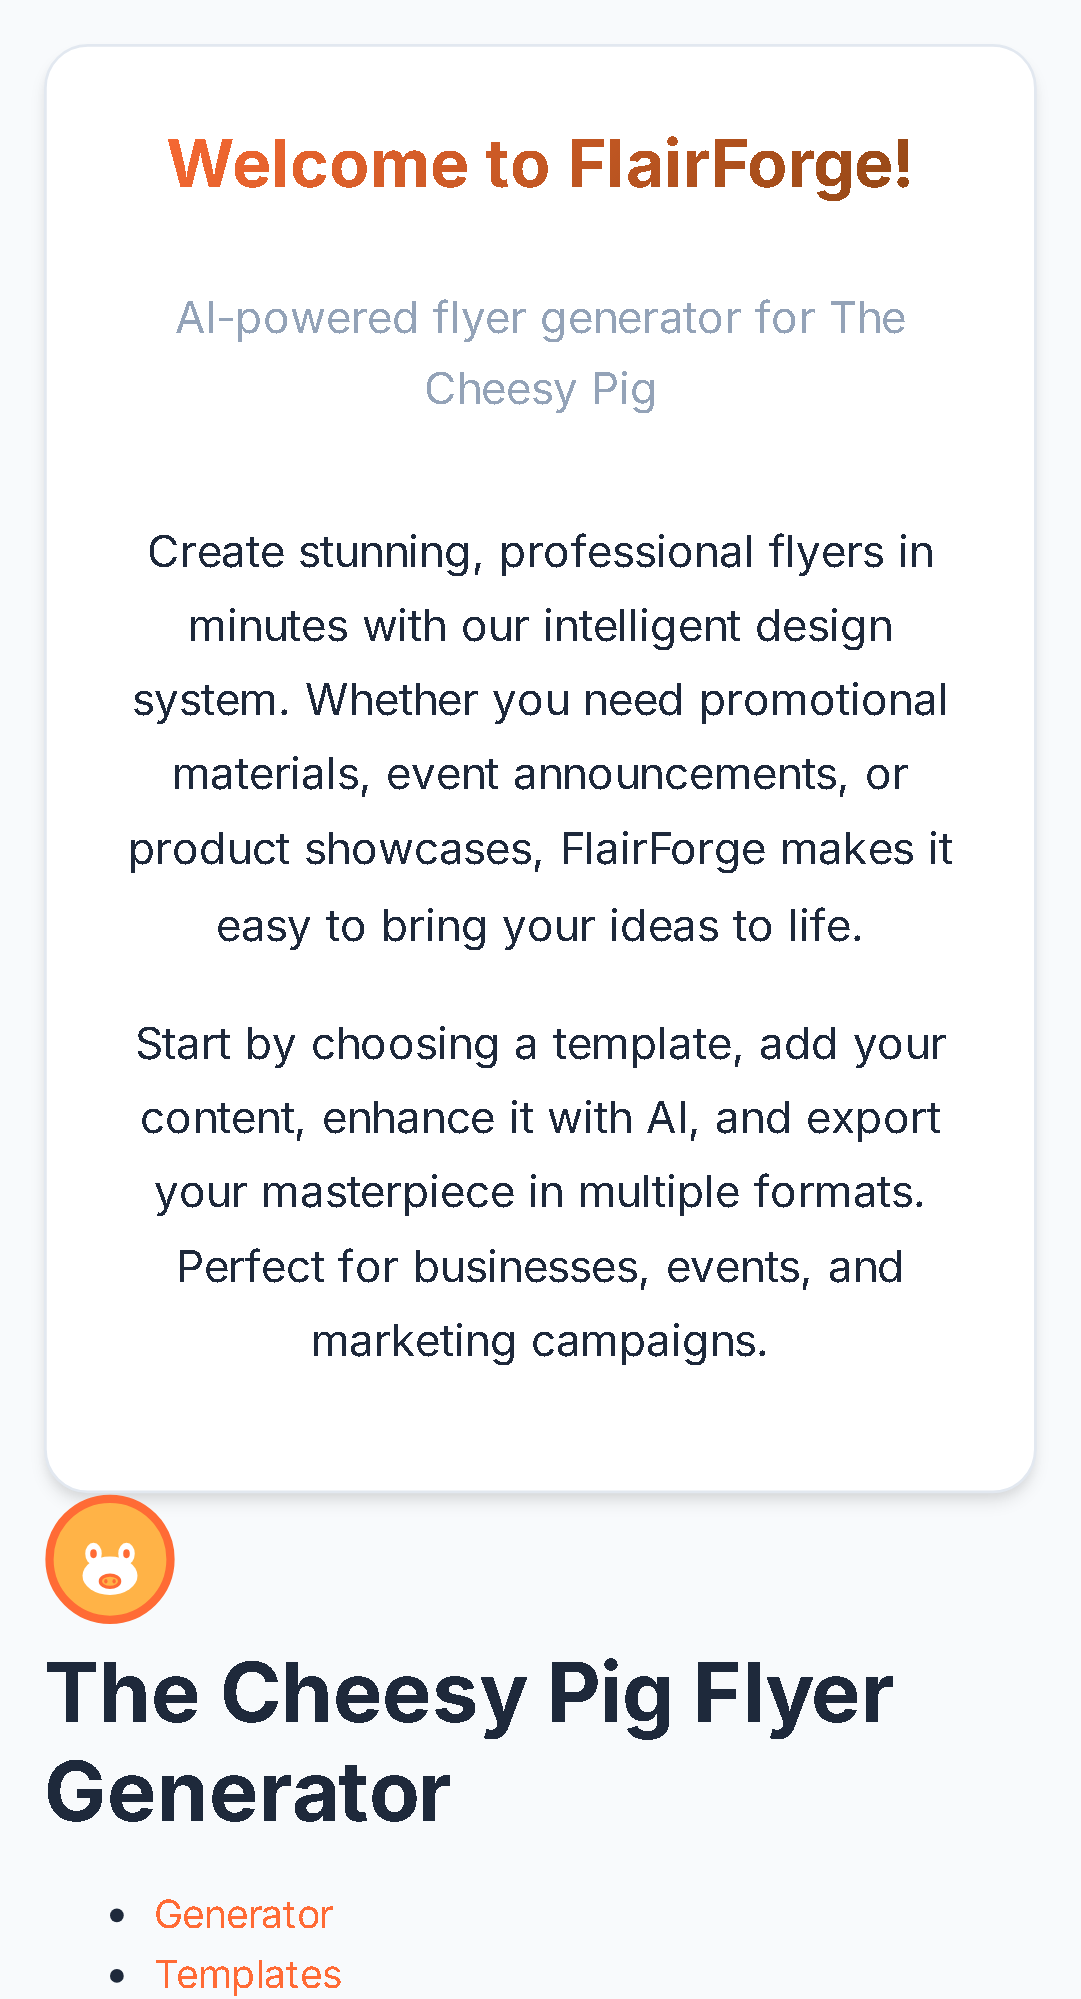 Welcome to FlairForge!
AI-powered flyer generator for The
Cheesy Pig
Create stunning, professional flyers in
minutes with our intelligent design
system. Whether you need promotional
materials, event announcements, or
product showcases, FlairForge makes it
easy to bring your ideas to life.
Start by choosing a template, add your
content, enhance it with AI, and export
your masterpiece in multiple formats.
Perfect for businesses, events, and
marketing campaigns.
The Cheesy Pig Flyer
Generator
• Generator
• Templates